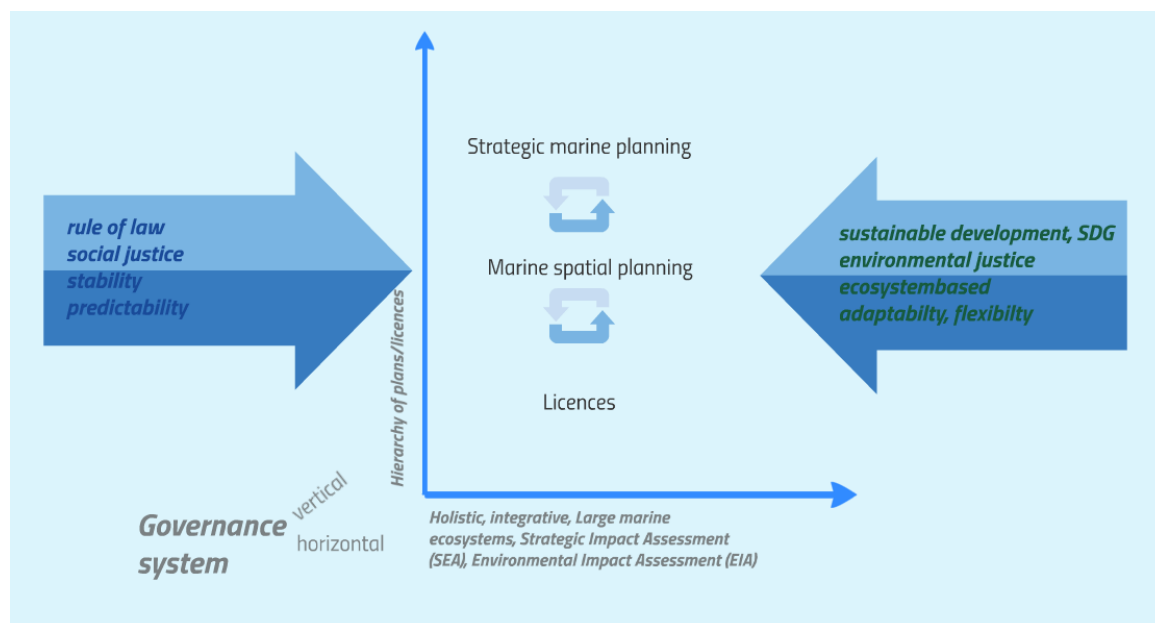 Strategic marine planning
rule of law
social justice
stability
predictability
Marine spatial planning
sustainable development, SDG
environmental justice
ecosystembased
adaptabilty, flexibilty
Hierarchy of plans/licences
Licences
Governance
system
vertical
horizontal
Holistic, integrative, Large marine
ecosystems, Strategic Impact Assessment
(SEA), Environmental Impact Assessment (EIA)